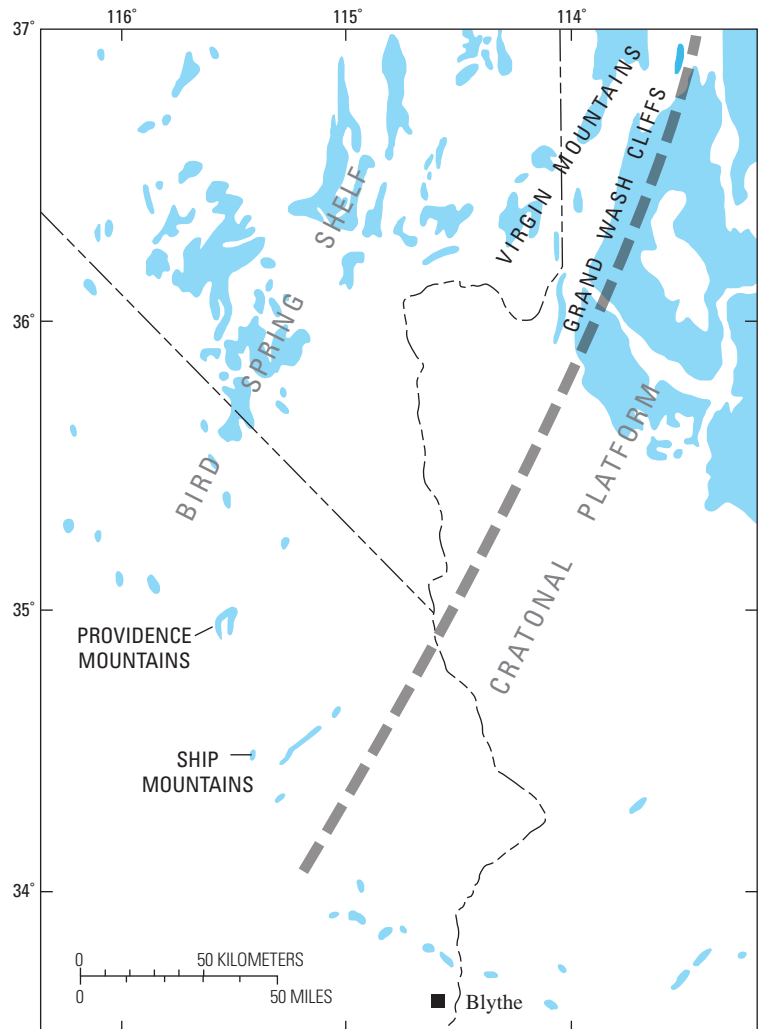 116°
115°
114°
37°
VIRGIN MOUNTAINS
GRAND WASH CLIFFS
SHELF
SPRING
BIRD
36°
CRATONAL PLATFORM
35°
PROVIDENCE
MOUNTAINS
SHIP
MOUNTAINS
34°
0 50 KILOMETERS
0 50 MILES
Blythe